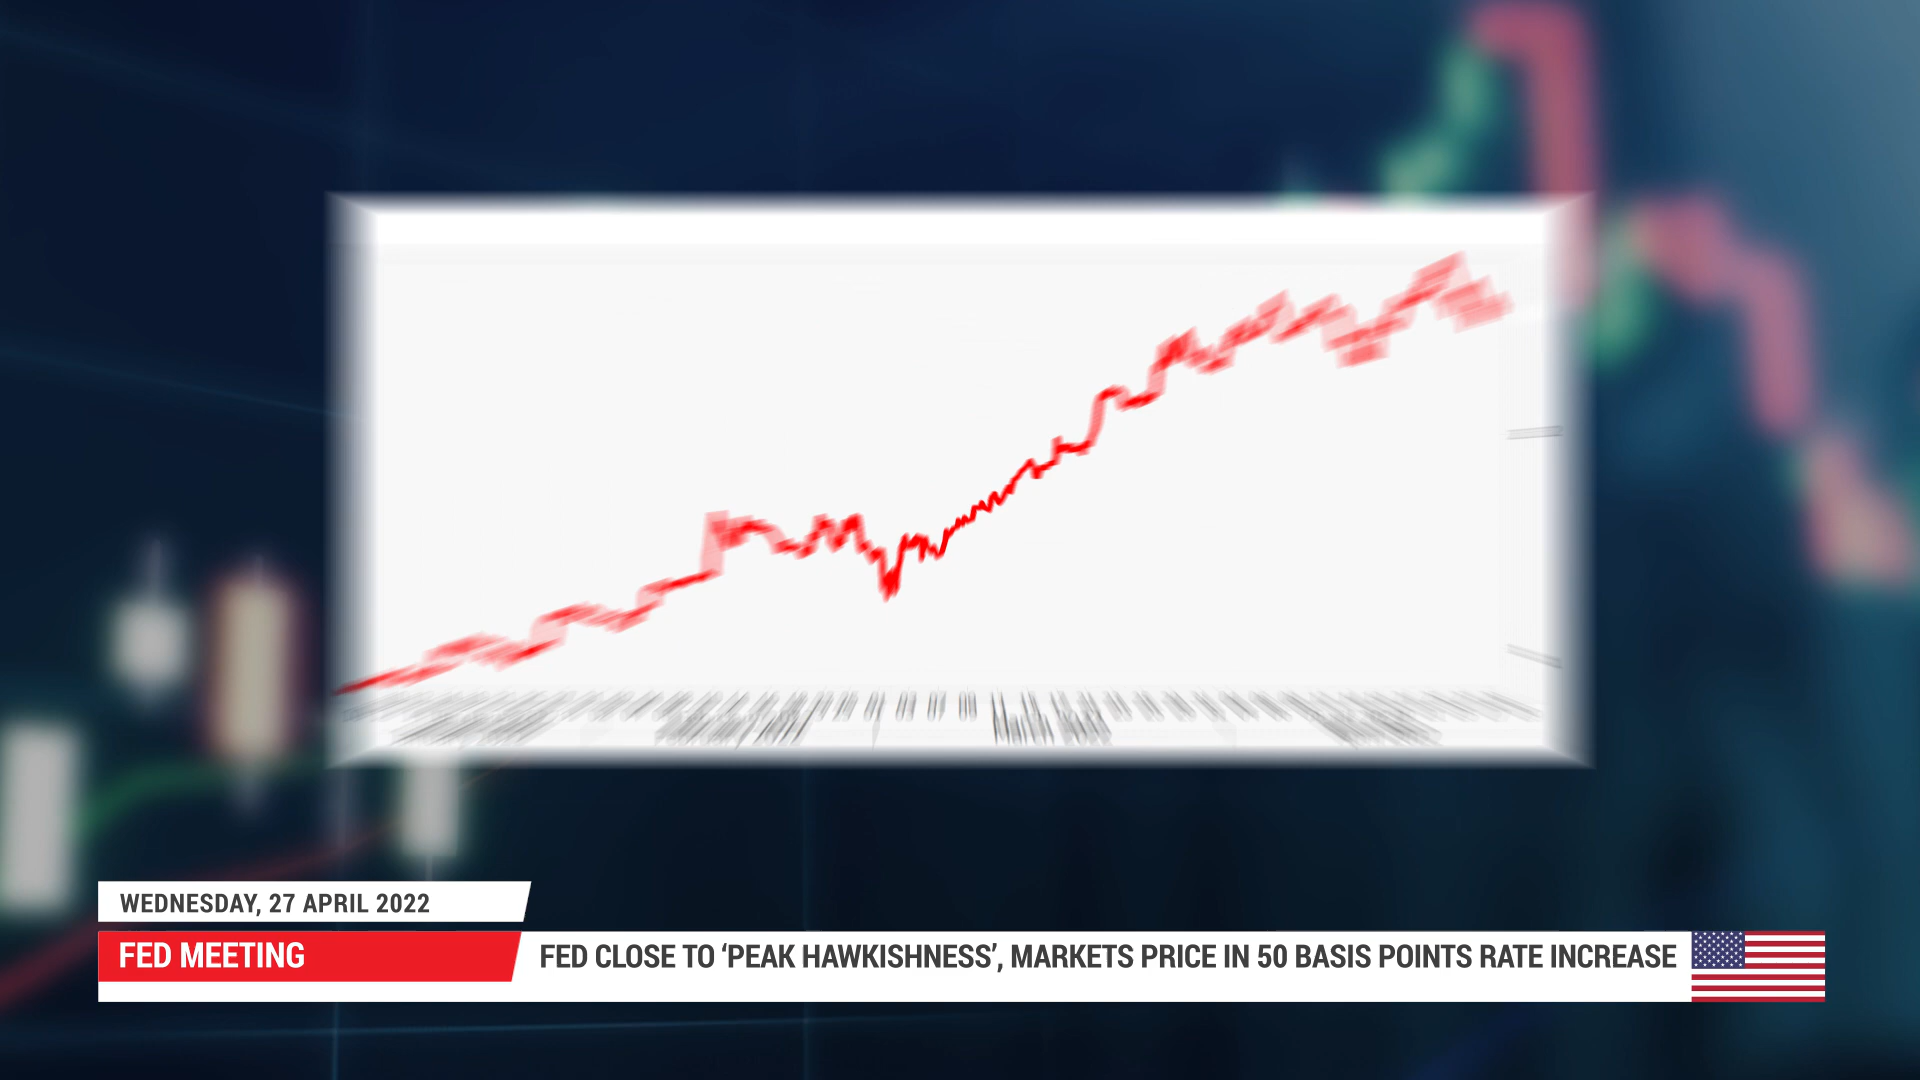 WEDNESDAY, 27 APRIL 2022
FED MEETING
FED CLOSE TO ‘PEAK HAWKISHNESS’, MARKETS PRICE IN 50 BASIS POINTS RATE INCREASE